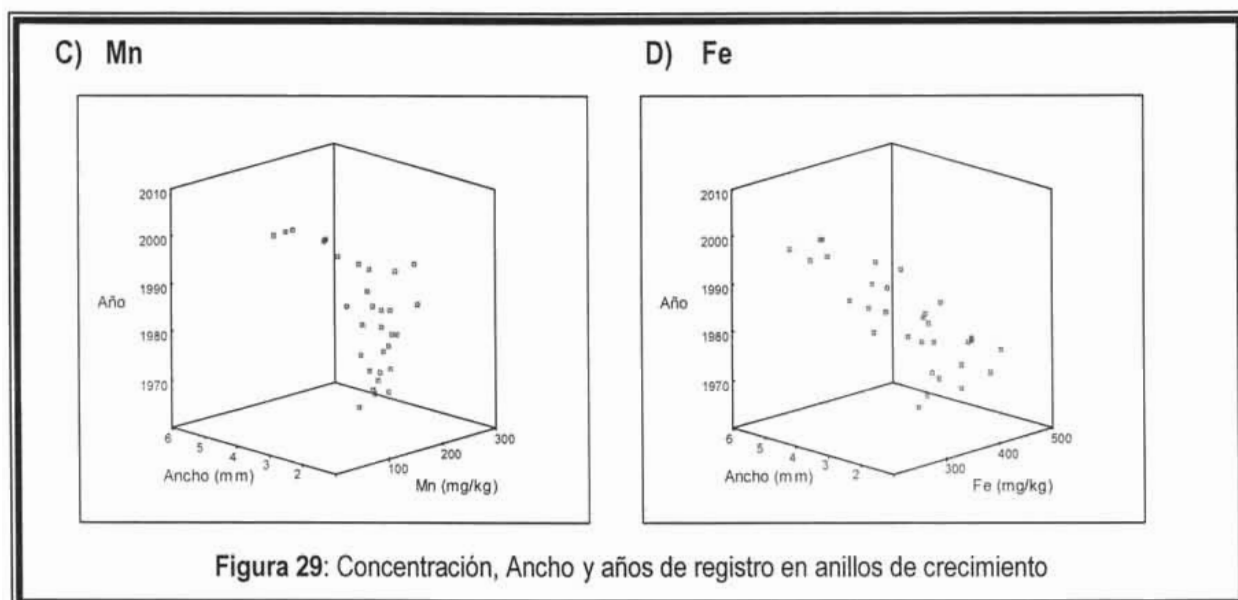 C) Mn
D) Fe
2010
2000
1990
Año
1980
1970
6
5
4
3
2
Ancho (mm)
100
200
300
Mn (mg/kg)
2010
2000
1990
Año
1980
1970
6
5
4
3
2
Ancho (mm)
300
400
500
Fe (mg/kg)
Figura 29: Concentración, Ancho y años de registro en anillos de crecimiento